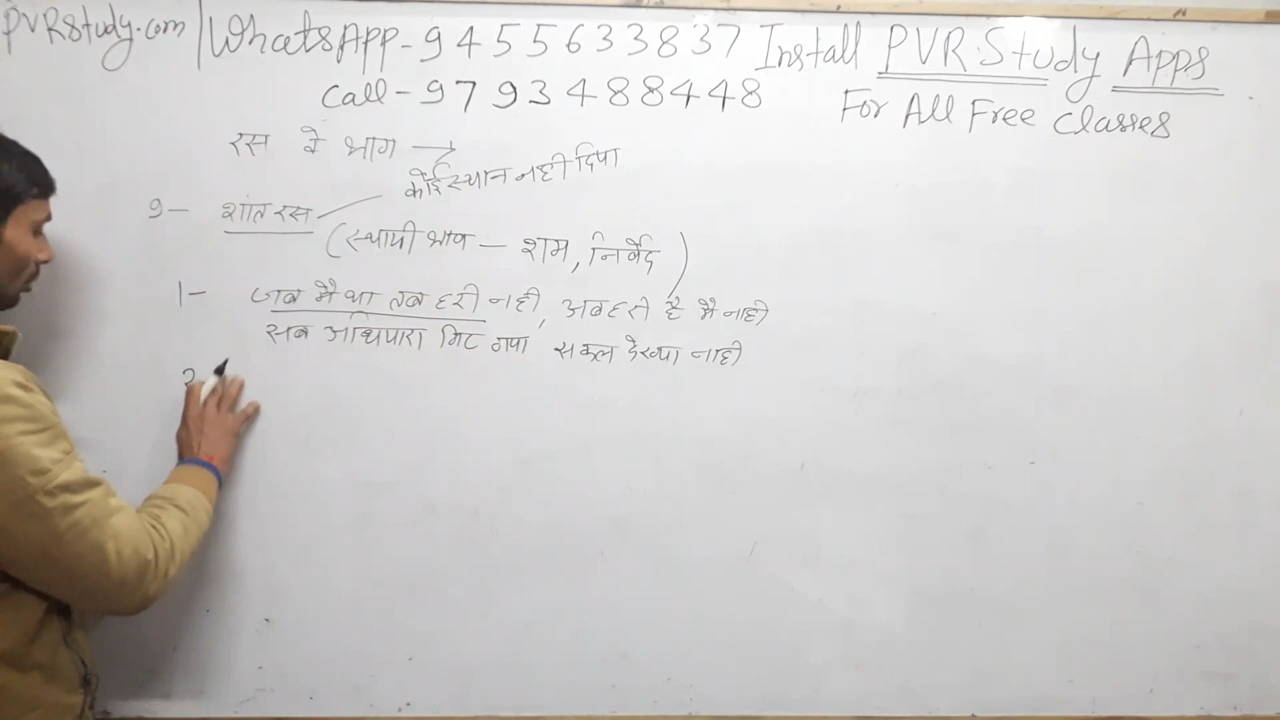 PVRStudy.com | WhatsApp-9455633837 Install PVR Study Apps
Call-9793488448 For All Free Classes
रस के भाग →
कोई स्थान नही दिया
9- शांत रस
(स्थायी भाव - शम, निर्वेद)
1- जब मै था तब हरी नही, अब हरी है मै नाही
सब अंधियारा मिट गया सकल देख्या नाही
2